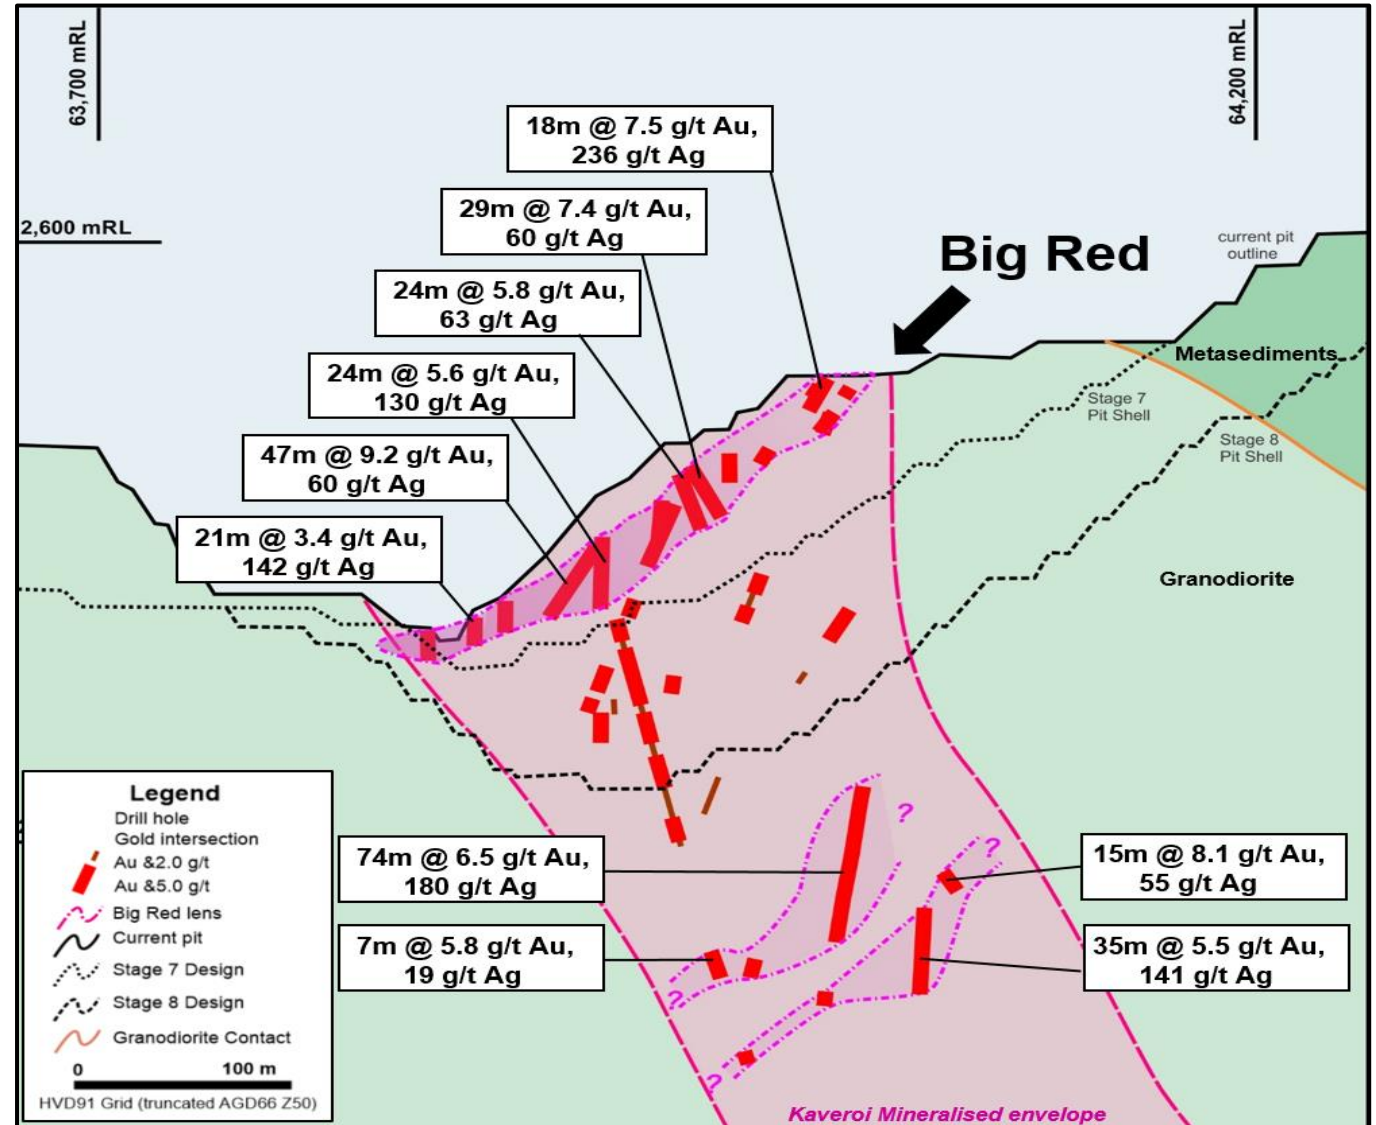 63,700 mRL
64,200 mRL
2,600 mRL
18m @ 7.5 g/t Au,
236 g/t Ag
29m @ 7.4 g/t Au,
60 g/t Ag
24m @ 5.8 g/t Au,
63 g/t Ag
24m @ 5.6 g/t Au,
130 g/t Ag
47m @ 9.2 g/t Au,
60 g/t Ag
21m @ 3.4 g/t Au,
142 g/t Ag
Big Red
current pit
outline
Metasediments
Stage 7
Pit Shell
Stage 8
Pit Shell
Granodiorite
74m @ 6.5 g/t Au,
180 g/t Ag
7m @ 5.8 g/t Au,
19 g/t Ag
15m @ 8.1 g/t Au,
55 g/t Ag
35m @ 5.5 g/t Au,
141 g/t Ag
?
?
?
?
Kaveroi Mineralised envelope
Legend
Drill hole
Gold intersection
Au &2.0 g/t
Au &5.0 g/t
Big Red lens
Current pit
Stage 7 Design
Stage 8 Design
Granodiorite Contact
0 100 m
HVD91 Grid (truncated AGD66 Z50)